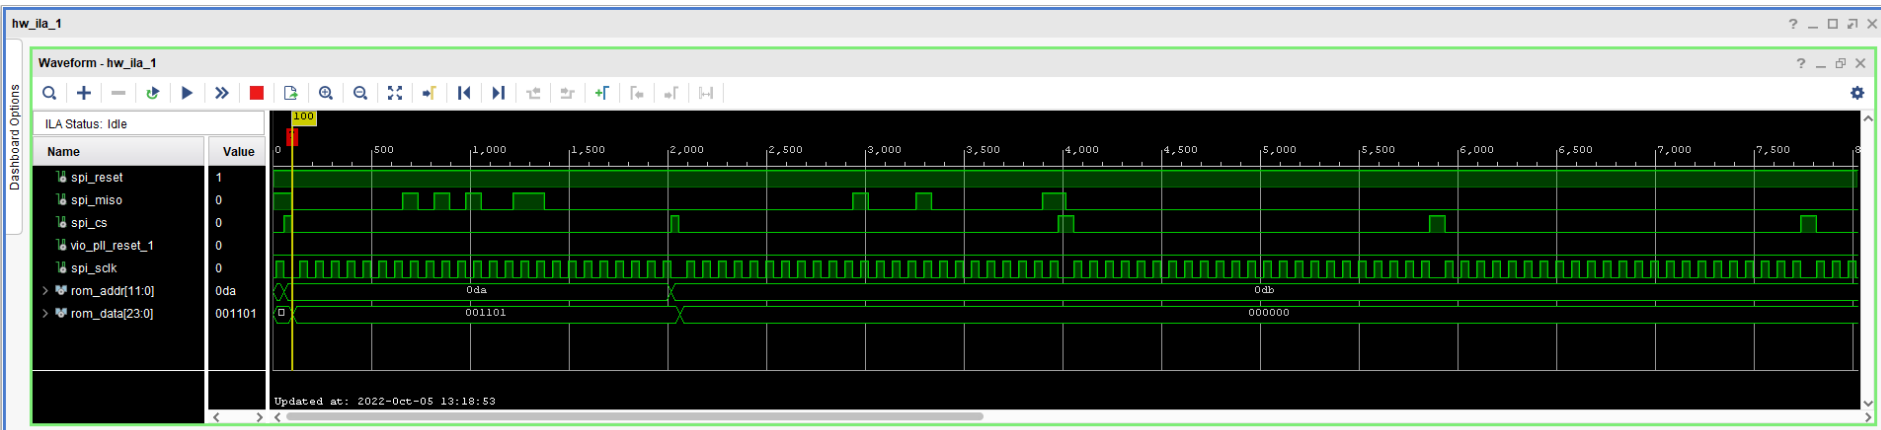 hw_ila_1
Dashboard Options
Waveform - hw_ila_1
ILA Status: Idle
100
Name Value
0 500 1,000 1,500 2,000 2,500 3,000 3,500 4,000 4,500 5,000 5,500 6,000 6,500 7,000 7,500 8
spi_reset 1
spi_miso 0
spi_cs 0
vio_pll_reset_1 0
spi_sclk 0
rom_addr[11:0] 0da 0da 0db
rom_data[23:0] 001101 001101 000000
Updated at: 2022-Oct-05 13:18:53